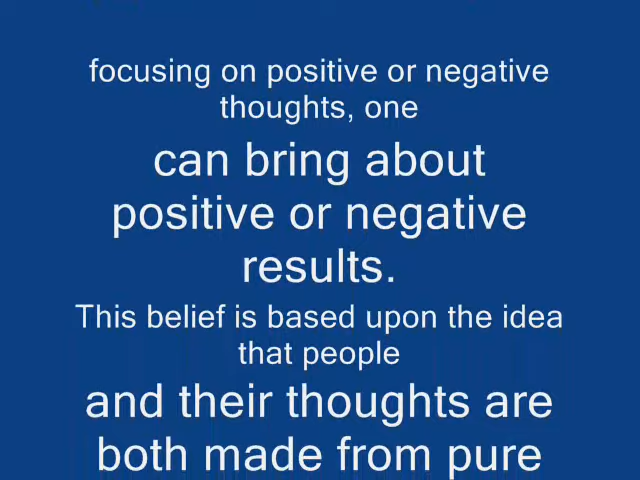 focusing on positive or negative
thoughts, one
can bring about
positive or negative
results.
This belief is based upon the idea
that people
and their thoughts are
both made from pure